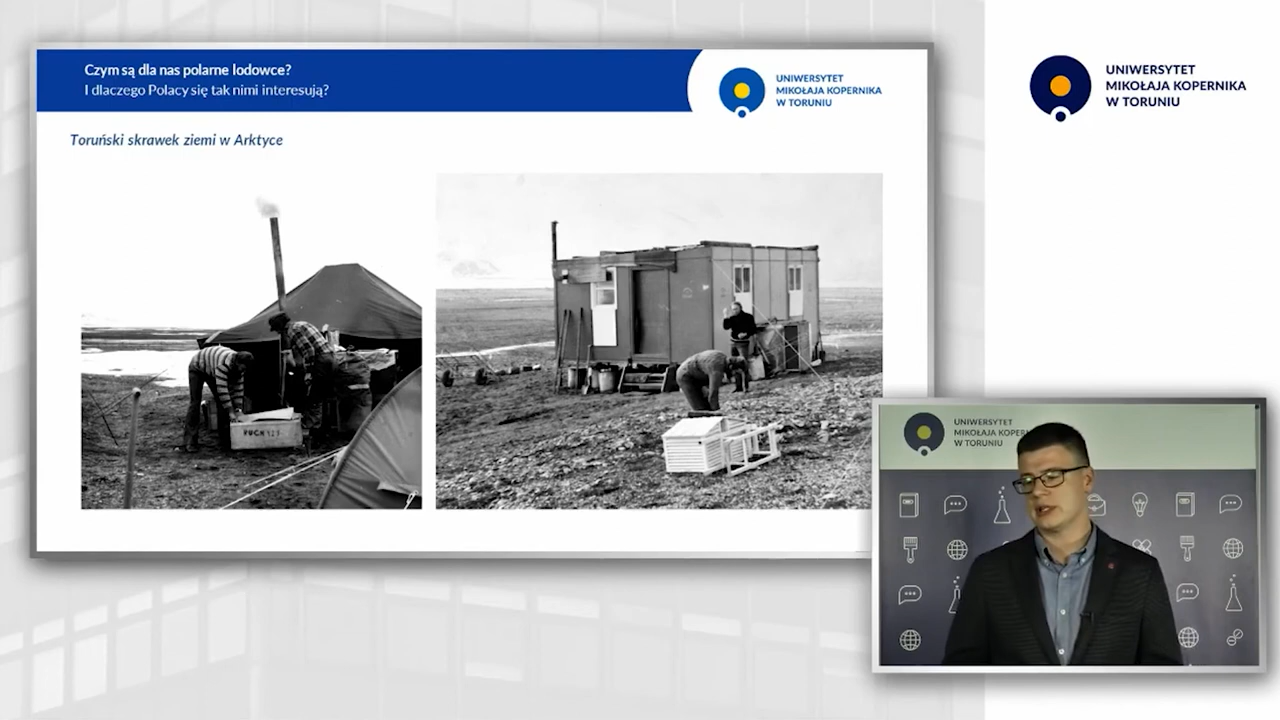 Czym są dla nas polarne lodowce?
I dlaczego Polacy się tak nimi interesują?
UNIWERSYTET
MIKOŁAJA KOPERNIKA
W TORUNIU
Toruński skrawek ziemi w Arktyce
UNIWERSYTET
MIKOŁAJA KOPERNIKA
W TORUNIU
UNIWERSYTET
MIKOŁAJA KOPER
W TORUNIU